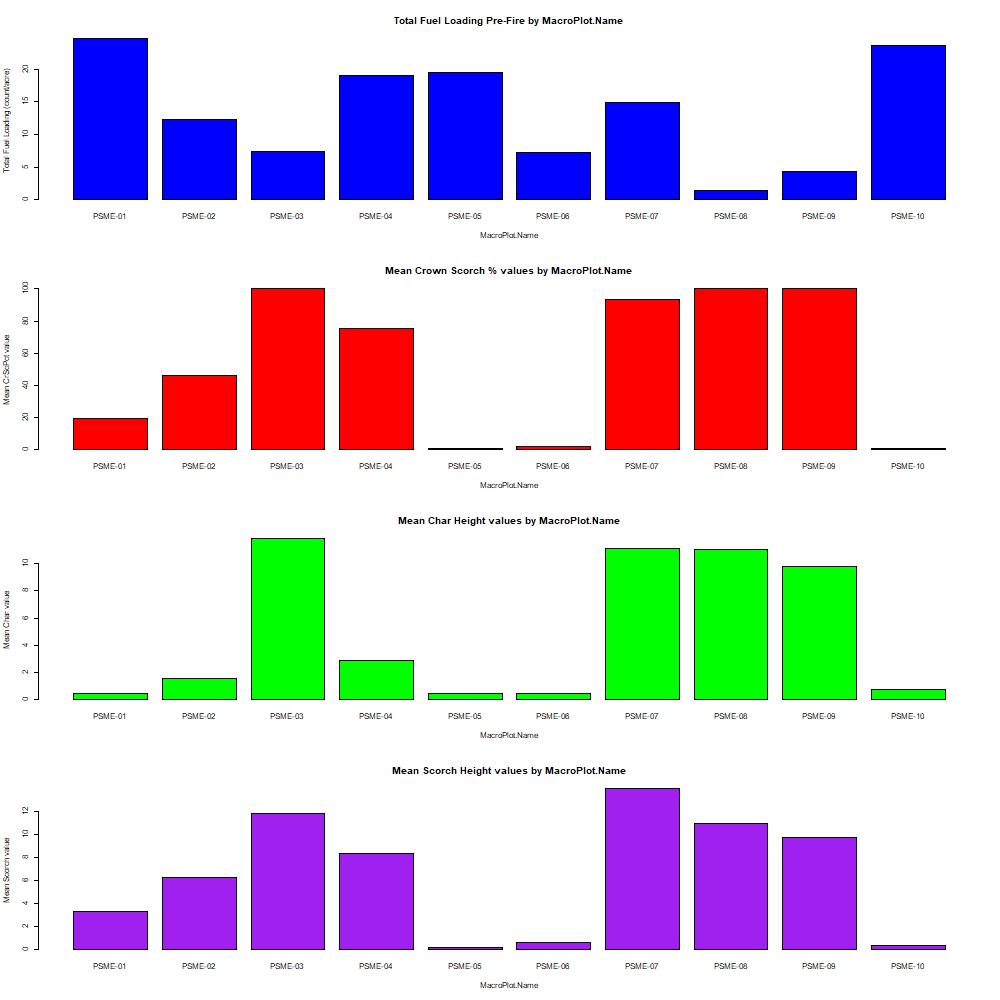 Total Fuel Loading Pre-Fire by MacroPlot.Name
Total Fuel Loading (count/acre)
20
15
10
5
0
PSME-01 PSME-02 PSME-03 PSME-04 PSME-05 PSME-06 PSME-07 PSME-08 PSME-09 PSME-10
MacroPlot.Name
Mean Crown Scorch % values by MacroPlot.Name
Mean CrScPct value
100
80
60
40
20
0
PSME-01 PSME-02 PSME-03 PSME-04 PSME-05 PSME-06 PSME-07 PSME-08 PSME-09 PSME-10
MacroPlot.Name
Mean Char Height values by MacroPlot.Name
Mean Char value
10
8
6
4
2
0
PSME-01 PSME-02 PSME-03 PSME-04 PSME-05 PSME-06 PSME-07 PSME-08 PSME-09 PSME-10
MacroPlot.Name
Mean Scorch Height values by MacroPlot.Name
Mean Scorch value
12
10
8
6
4
2
0
PSME-01 PSME-02 PSME-03 PSME-04 PSME-05 PSME-06 PSME-07 PSME-08 PSME-09 PSME-10
MacroPlot.Name